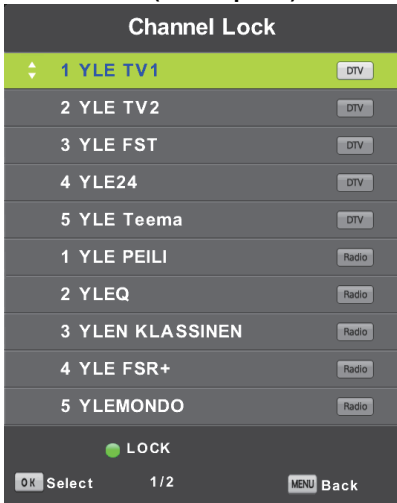 Channel Lock
1 YLE TV1 DTV
2 YLE TV2 DTV
3 YLE FST DTV
4 YLE24 DTV
5 YLE Teema DTV
1 YLE PEILI Radio
2 YLEQ Radio
3 YLEN KLASSINEN Radio
4 YLE FSR+ Radio
5 YLEMONDO Radio
LOCK
OK Select 1/2 MENU Back